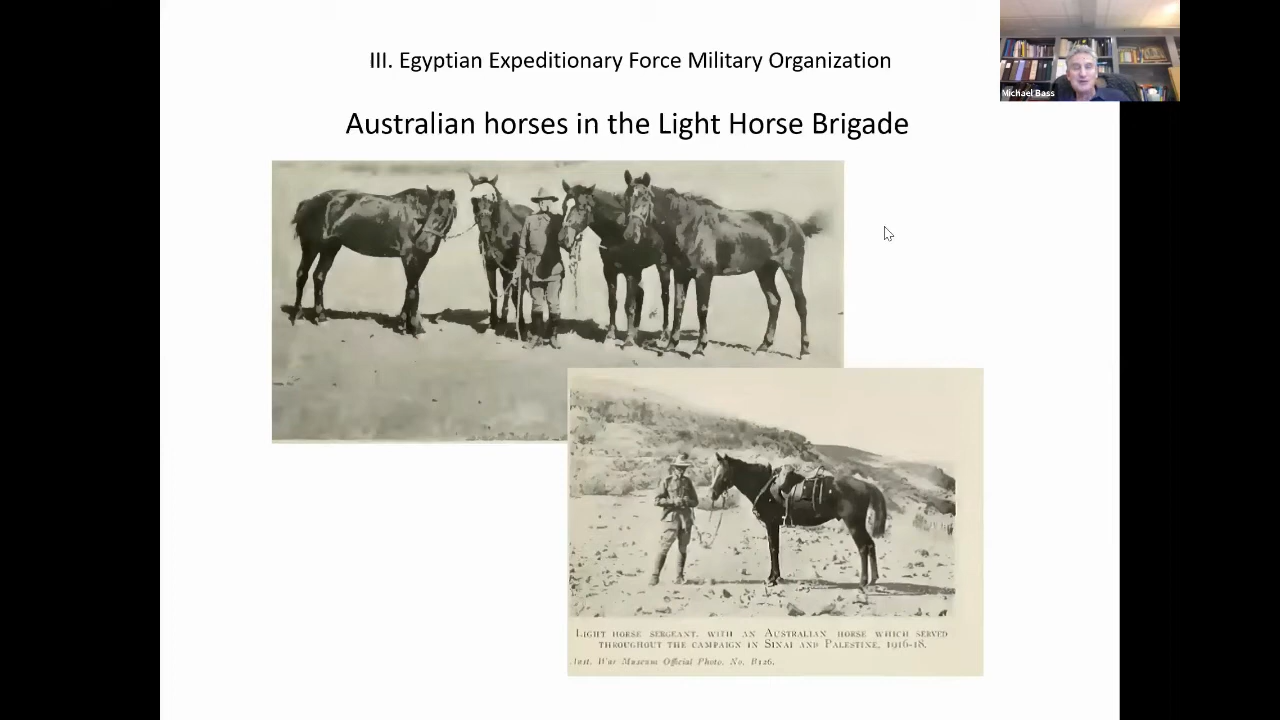 III. Egyptian Expeditionary Force Military Organization
Michael Bass
Australian horses in the Light Horse Brigade
Light horse sergeant, with an Australian horse which served
throughout the campaign in Sinai and Palestine, 1916-18.
Aust. War Museum Official Photo. No. B126.